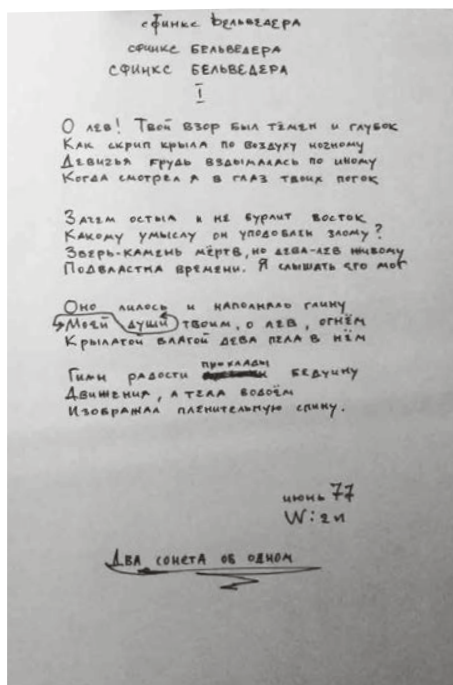 СФИНКС БЕЛЬВЕДЕРА
СФИНКС БЕЛЬВЕДЕРА
СФИНКС БЕЛЬВЕДЕРА
I
О ЛЕВ! ТВОЙ ВЗОР БЫЛ ТЁМЕН И ГЛУБОК
КАК СКРИП КРЫЛА ПО ВОЗДУХУ НОЧНОМУ
ДЕВИЧЬЯ ГРУДЬ ВЗДЫМАЛАСЬ ПО ИНОМУ
КОГДА СМОТРЕЛ Я В ГЛАЗ ТВОИХ ПОТОК
ЗАЧЕМ ОСТЫЛ И НЕ БУРЛИТ ВОСТОК
КАКОМУ УМЫСЛУ ОН УПОДОБЛЕН ЗЛОМУ?
ЗВЕРЬ-КАМЕНЬ МЁРТВ, НО ДЕВА-ЛЕВ ЖИВОМУ
ПОДВЛАСТНА ВРЕМЕНИ. Я СЛЫШАТЬ ЕГО МОГ
ОНО ЛИЛОСЬ И НАПОЛНЯЛО ГЛИНУ
МОЕЙ ДУШИ ТВОИМ, О ЛЕВ, ОГНЁМ
КРЫЛАТОЙ ВЛАГОЙ ДЕВА ПЕЛА В НЁМ
ГИМН РАДОСТИ ПРОХЛАДЫ БЕДУИНУ
ДВИЖЕНИЯ, А ТЕЛА ВОДОЁМ
ИЗОБРАЖАЛ ПЛЕНИТЕЛЬНУЮ СПИНУ.
ИЮНЬ 77
ДВА СОНЕТА ОБ ОДНОМ